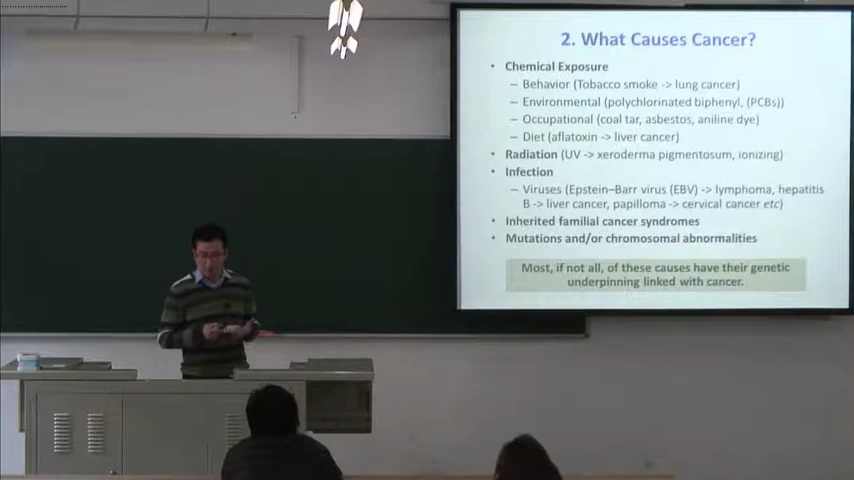 2. What Causes Cancer?
• Chemical Exposure
– Behavior (Tobacco smoke -> lung cancer)
– Environmental (polychlorinated biphenyl, (PCBs))
– Occupational (coal tar, asbestos, aniline dye)
– Diet (aflatoxin -> liver cancer)
• Radiation (UV -> xeroderma pigmentosum, ionizing)
• Infection
– Viruses (Epstein–Barr virus (EBV) -> lymphoma, hepatitis
B -> liver cancer, papilloma -> cervical cancer etc)
• Inherited familial cancer syndromes
• Mutations and/or chromosomal abnormalities
Most, if not all, of these causes have their genetic
underpinning linked with cancer.